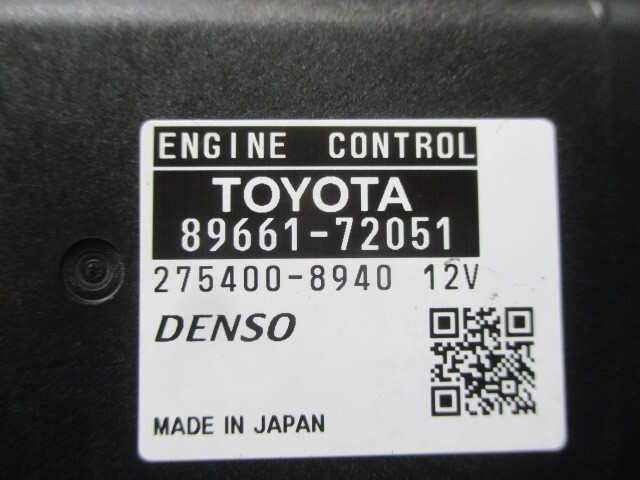 ENGINE CONTROL
TOYOTA
89661-72051
275400-8940 12V
DENSO
MADE IN JAPAN